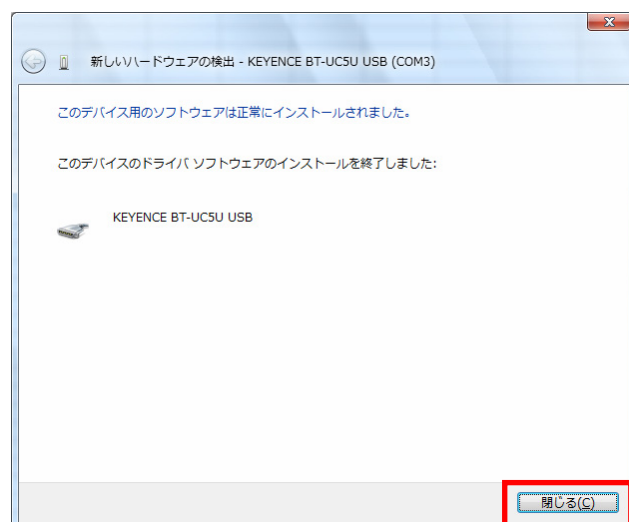 新しいハードウェアの検出 - KEYENCE BT-UC5U USB (COM3)
このデバイス用のソフトウェアは正常にインストールされました。
このデバイスのドライバ ソフトウェアのインストールを終了しました:
KEYENCE BT-UC5U USB
閉じる(C)